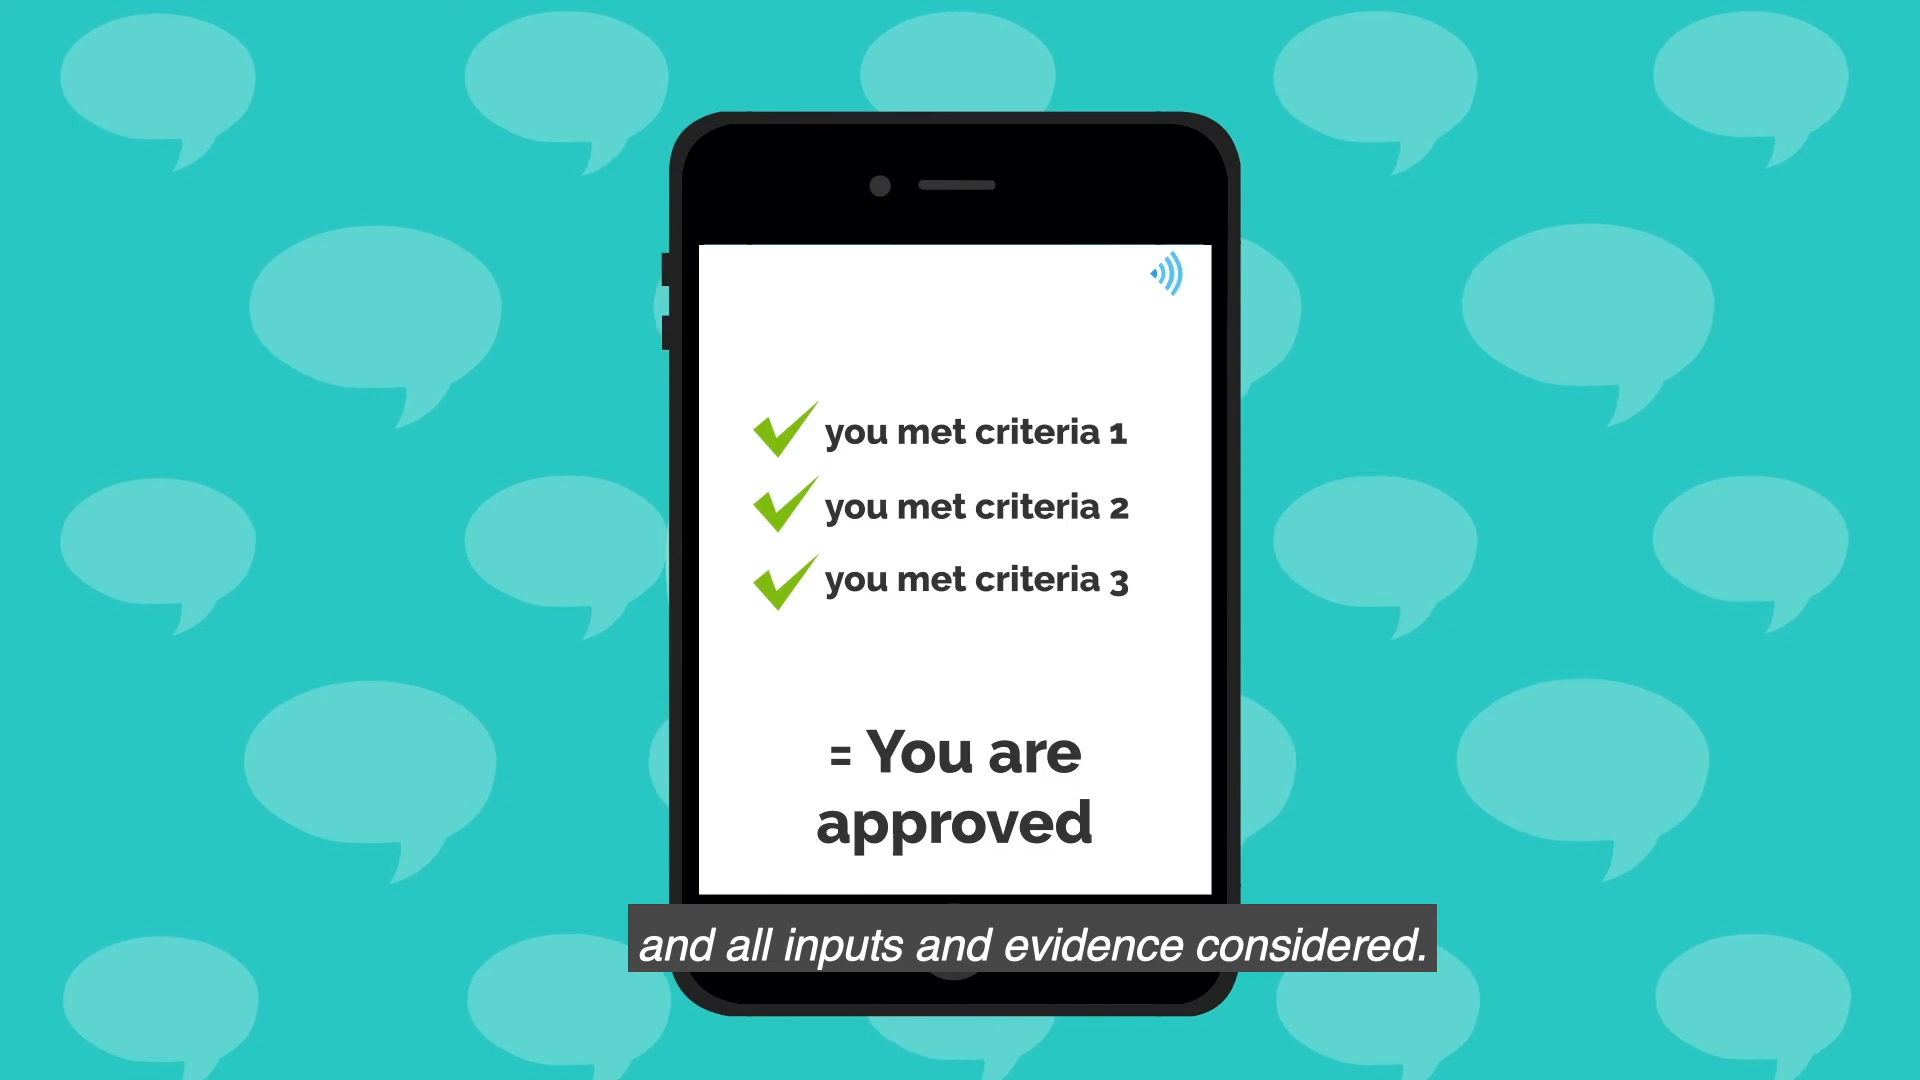 you met criteria 1
you met criteria 2
you met criteria 3
= You are
approved
and all inputs and evidence considered.